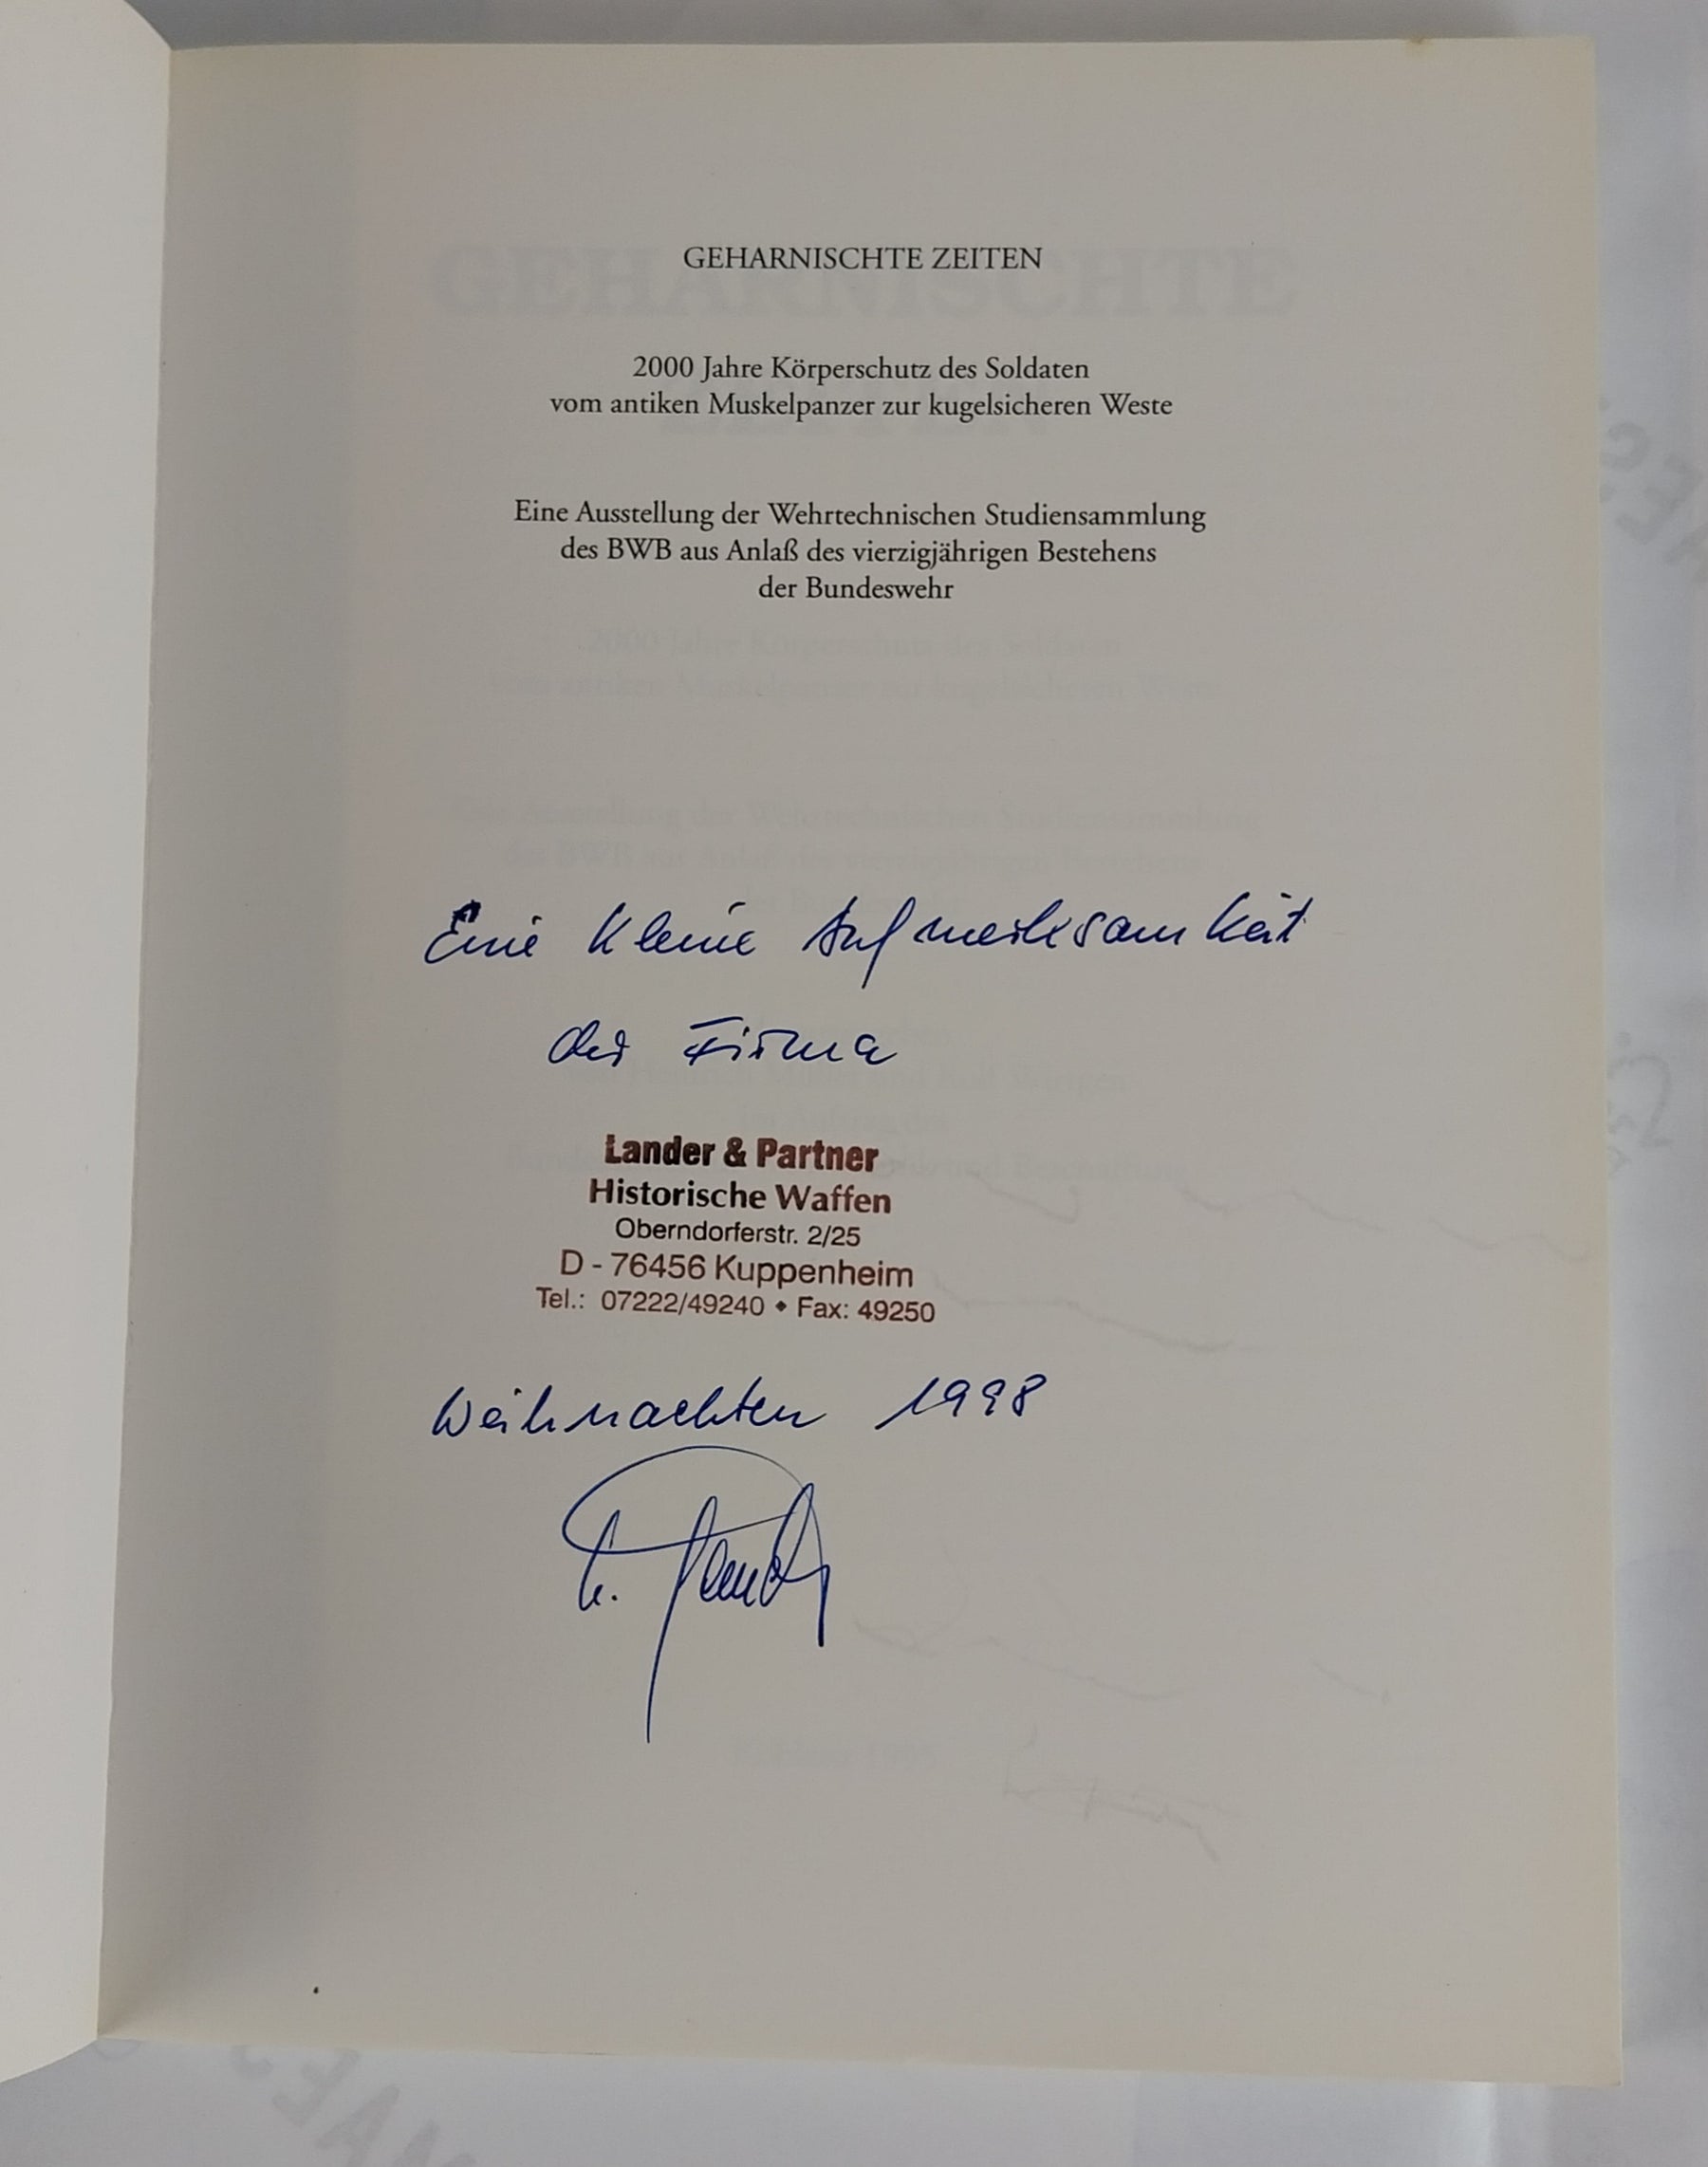 GEHARNISCHTE ZEITEN
2000 Jahre Körperschutz des Soldaten
vom antiken Muskelpanzer zur kugelsicheren Weste
Eine Ausstellung der Wehrtechnischen Studiensammlung
des BWB aus Anlaß des vierzigjährigen Bestehens
der Bundeswehr
Eine kleine Aufmerksamkeit
der Firma
Lander & Partner
Historische Waffen
Oberndorferstr. 2/25
D - 76456 Kuppenheim
Tel.: 07222/49240 • Fax: 49250
Weihnachten 1998